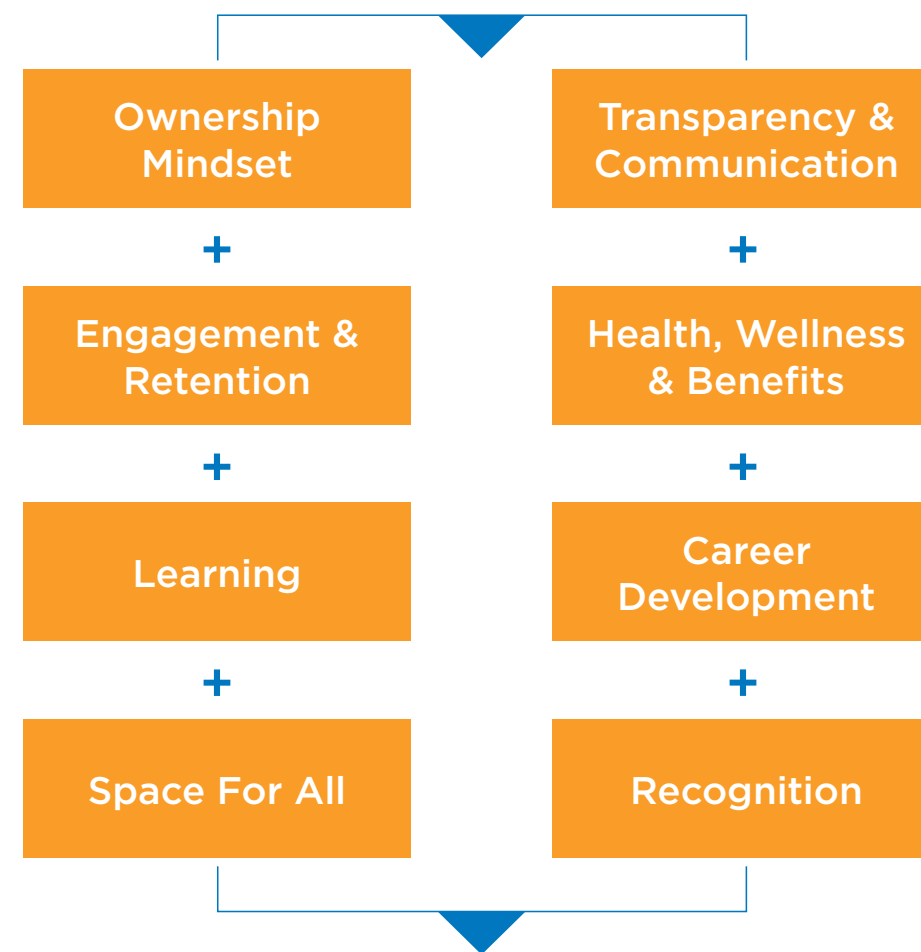 Ownership
Mindset
+
Engagement &
Retention
+
Learning
+
Space For All
Transparency &
Communication
+
Health, Wellness
& Benefits
+
Career
Development
+
Recognition